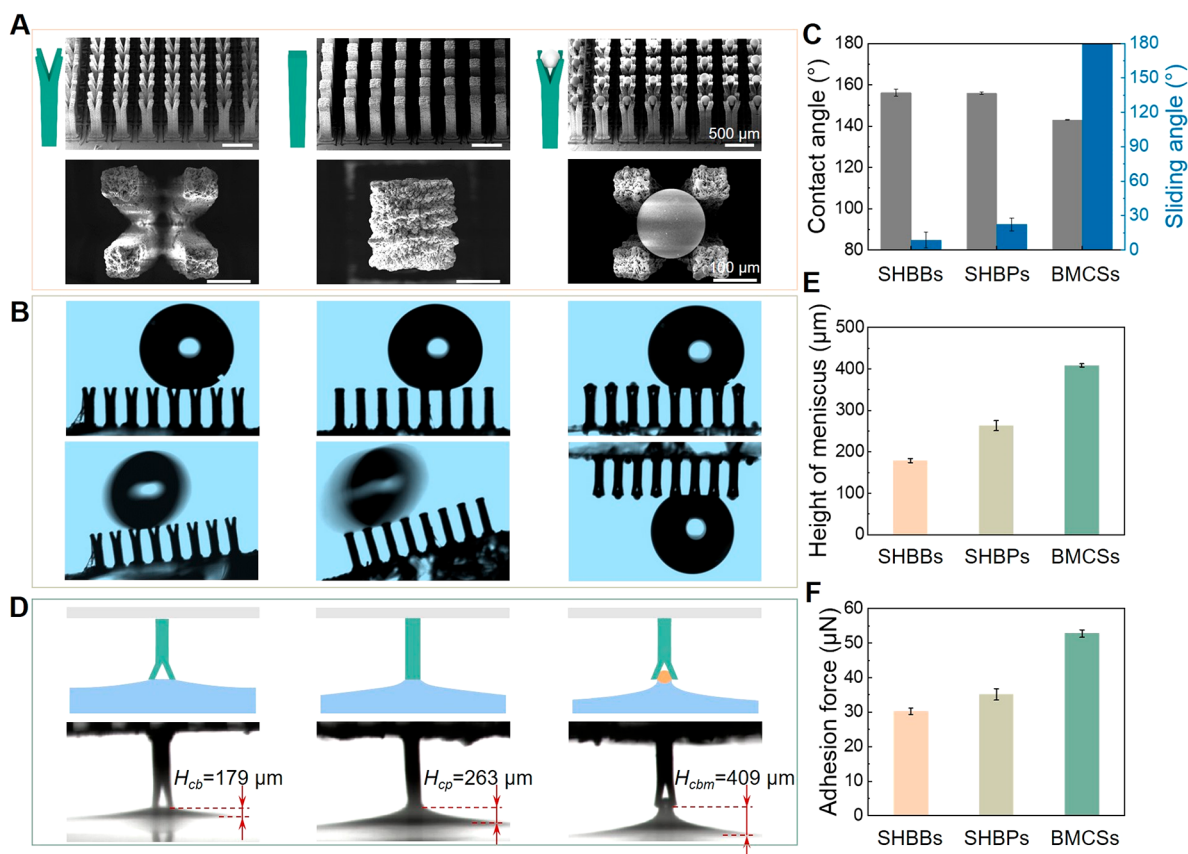 A
500 μm
100 μm
B
D
Hcb=179 μm
Hcp=263 μm
Hcbm=409 μm
C
Contact angle (°)
180
160
140
120
100
80
180
150
120
90
60
30
0
Sliding angle (°)
SHBBs SHBPs BMCSs
E
Height of meniscus (μm)
500
400
300
200
100
0
SHBBs SHBPs BMCSs
F
Adhesion force (μN)
60
50
40
30
20
10
0
SHBBs SHBPs BMCSs